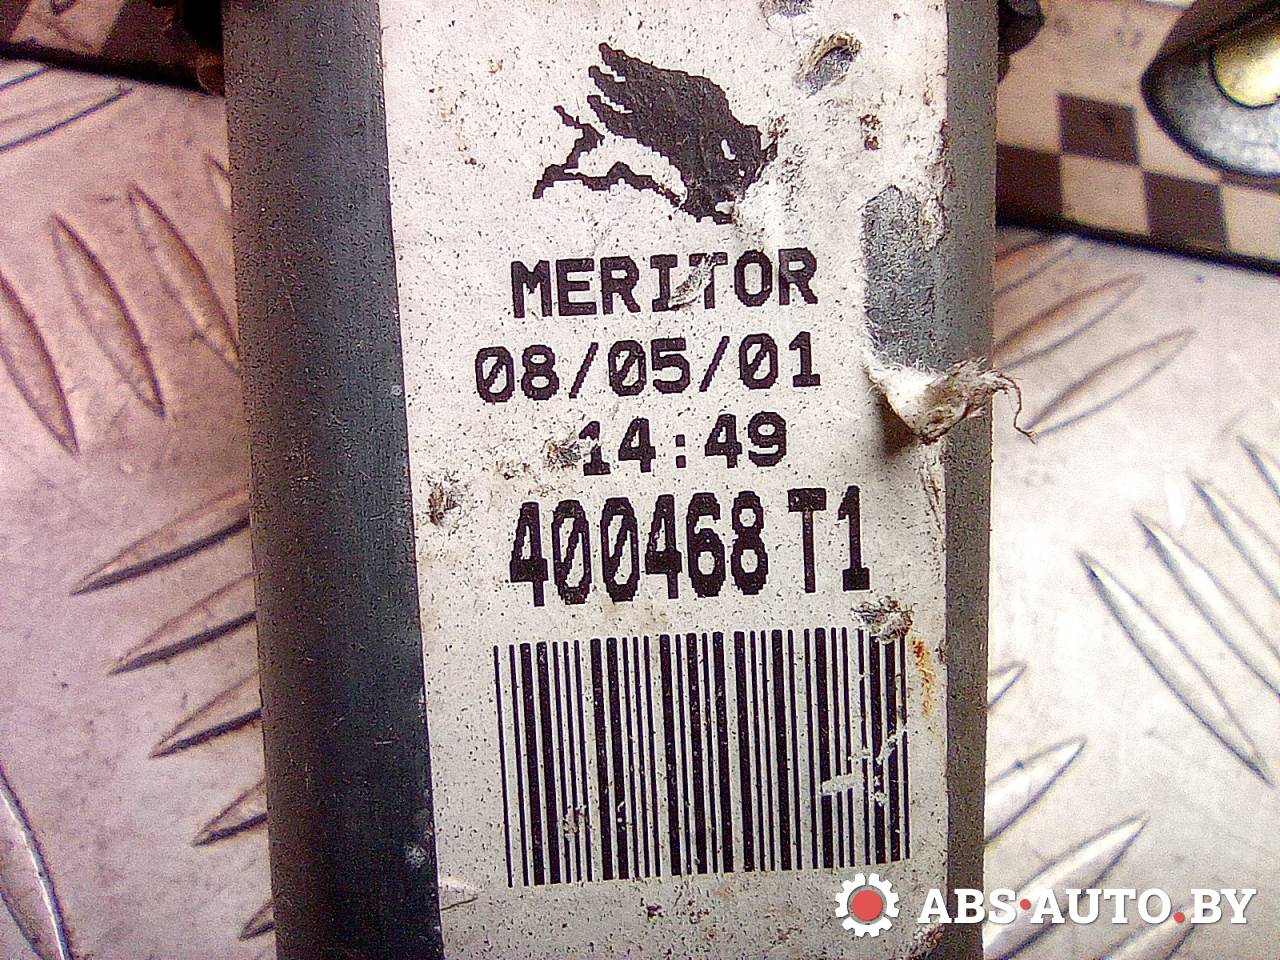 MERITOR
08/05/01
14:49
400468 T1
ABS·AUTO.BY